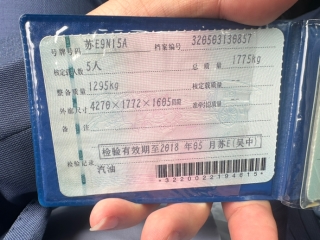 号牌号码 苏E9N15A 档案编号 320503136857
核定载人数 5人 总质量 1775kg
整备质量 1295kg 核定载质量
外廓尺寸 4270×1772×1605mm 准牵引总质量
备注
检验有效期至2018年05月苏E(吴中)
检验记录
汽油
*3220022194615*